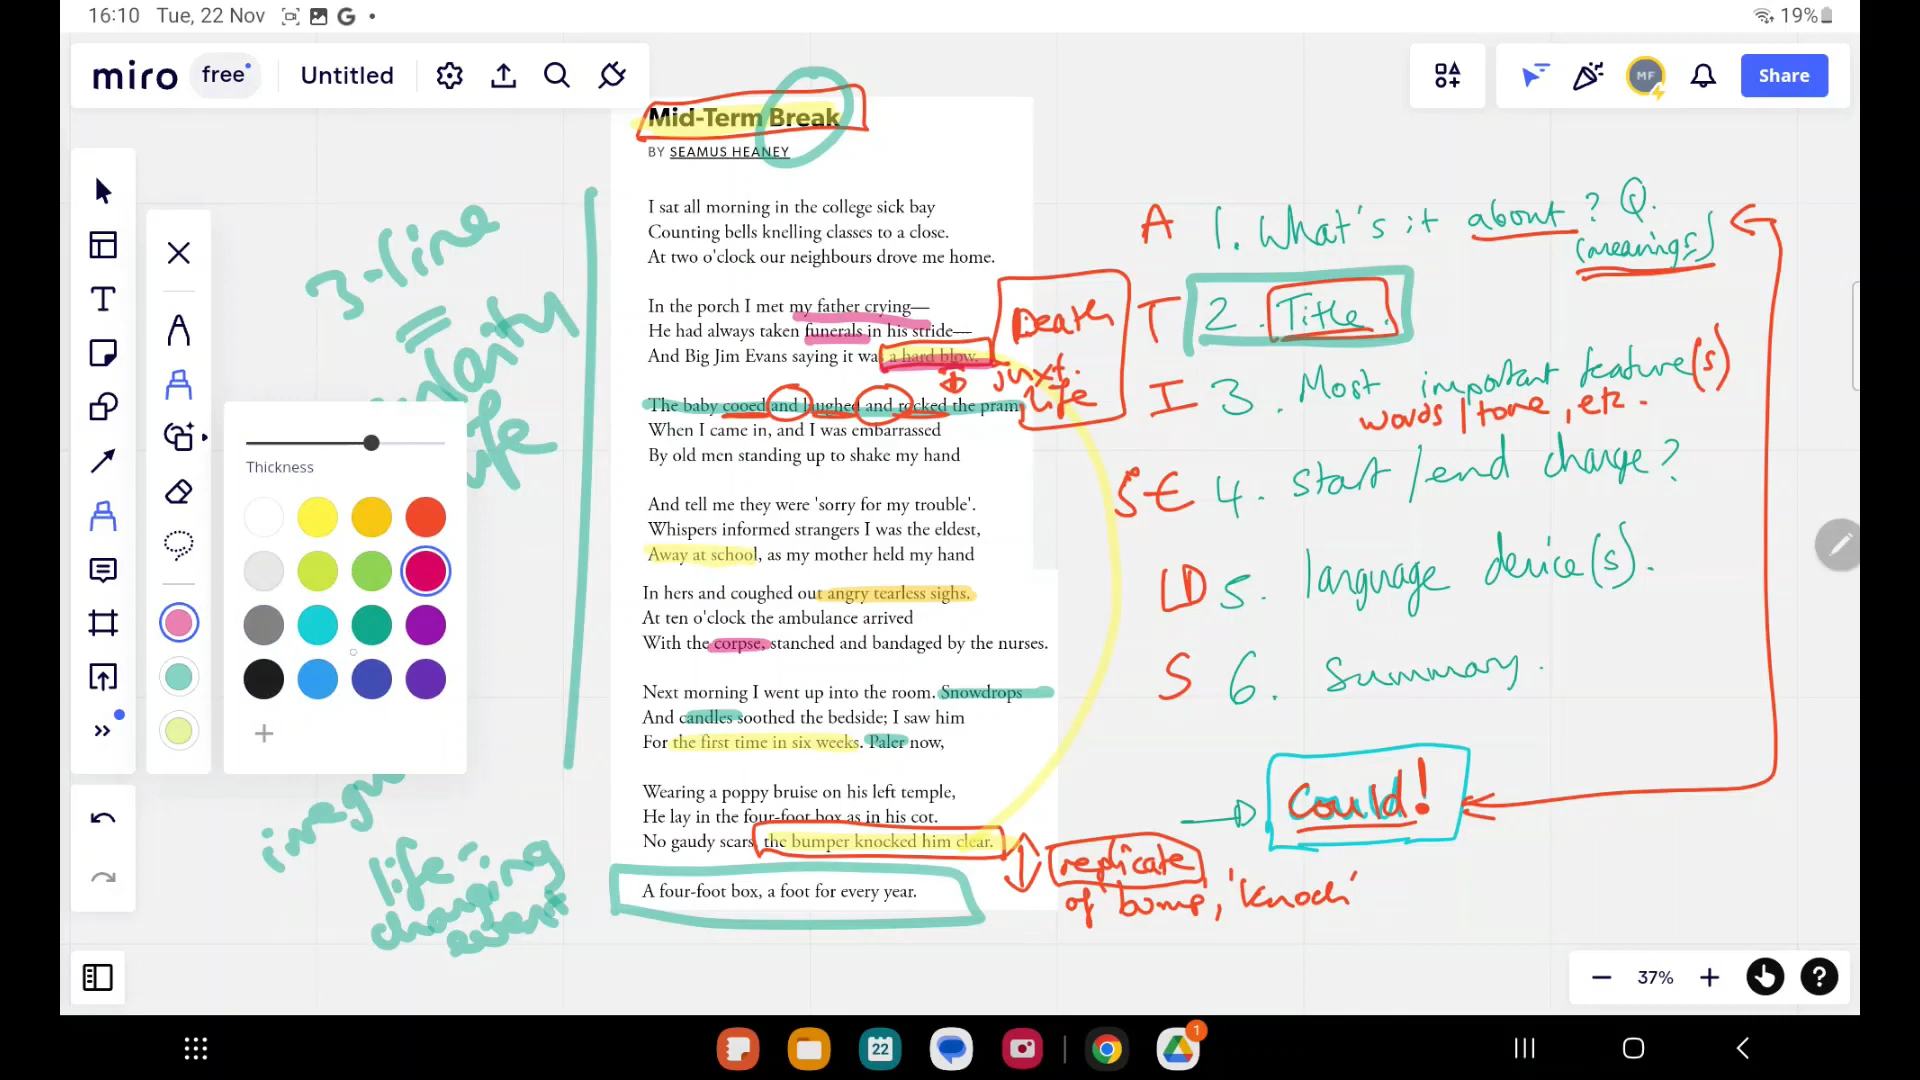 16:10 Tue, 22 Nov
19%
miro free Untitled
Share
MF
Mid-Term Break
BY SEAMUS HEANEY
I sat all morning in the college sick bay
Counting bells knelling classes to a close.
At two o'clock our neighbours drove me home.
In the porch I met my father crying—
He had always taken funerals in his stride—
And Big Jim Evans saying it was a hard blow.
The baby cooed and laughed and rocked the pram
When I came in, and I was embarrassed
By old men standing up to shake my hand
And tell me they were 'sorry for my trouble'.
Whispers informed strangers I was the eldest,
Away at school, as my mother held my hand
In hers and coughed out angry tearless sighs.
At ten o'clock the ambulance arrived
With the corpse, stanched and bandaged by the nurses.
Next morning I went up into the room. Snowdrops
And candles soothed the bedside; I saw him
For the first time in six weeks. Paler now,
Wearing a poppy bruise on his left temple,
He lay in the four-foot box as in his cot.
No gaudy scars, the bumper knocked him clear.
A four-foot box, a foot for every year.
Thickness
3-line
life-
changing
events
Death
juxt.
life
A 1. What's it about? Q.
(meanings)
T 2. Title.
I 3. Most important feature(s)
words/tone, etc.
SE 4. start/end change?
LD 5. language device(s).
S 6. Summary.
Could!
replicate
of bump, 'knock'
37%
22
1